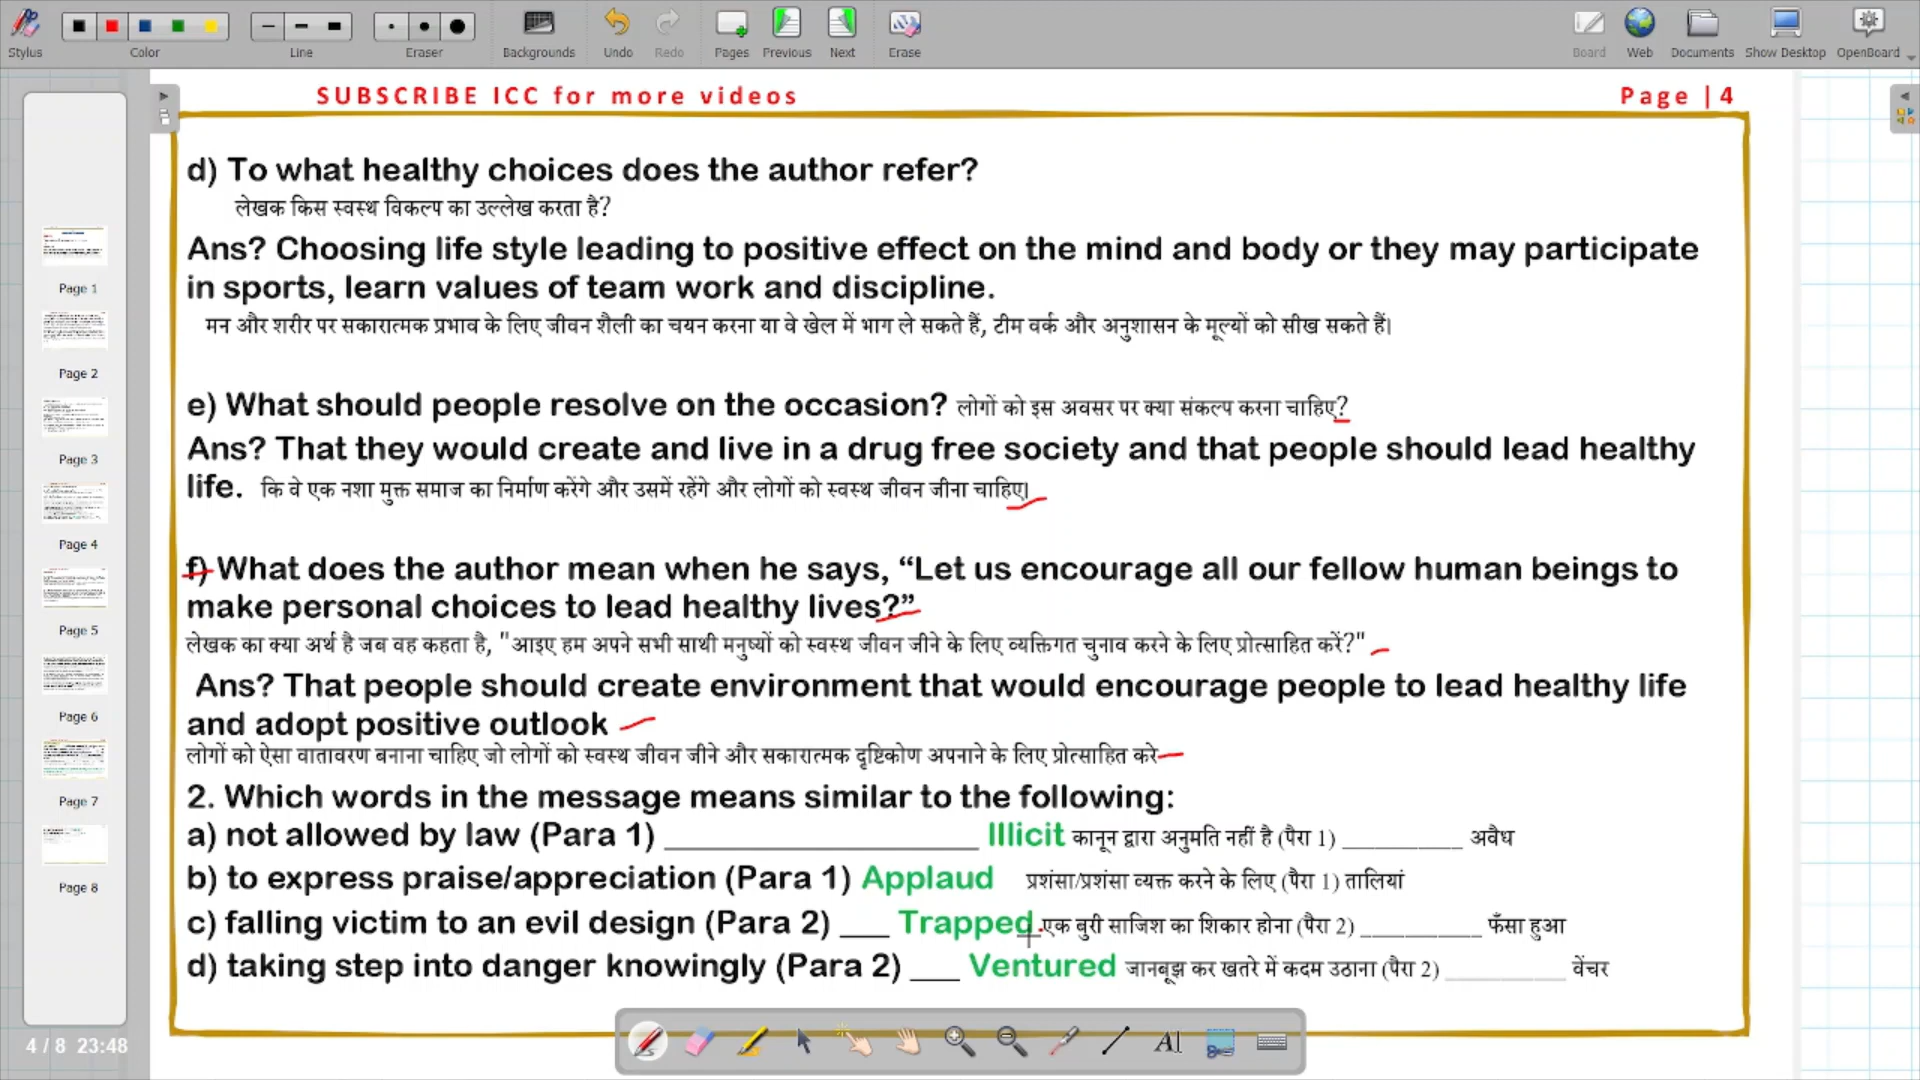 Stylus Color Line Eraser Backgrounds Undo Redo Pages Previous Next Erase Board Web Documents Show Desktop OpenBoard
SUBSCRIBE ICC for more videos Page | 4
d) To what healthy choices does the author refer?
लेखक किस स्वस्थ विकल्प का उल्लेख करता है?
Ans? Choosing life style leading to positive effect on the mind and body or they may participate
in sports, learn values of team work and discipline.
मन और शरीर पर सकारात्मक प्रभाव के लिए जीवन शैली का चयन करना या वे खेल में भाग ले सकते हैं, टीम वर्क और अनुशासन के मूल्यों को सीख सकते हैं।
e) What should people resolve on the occasion? लोगों को इस अवसर पर क्या संकल्प करना चाहिए?
Ans? That they would create and live in a drug free society and that people should lead healthy
life. कि वे एक नशा मुक्त समाज का निर्माण करेंगे और उसमें रहेंगे और लोगों को स्वस्थ जीवन जीना चाहिए।
f) What does the author mean when he says, “Let us encourage all our fellow human beings to
make personal choices to lead healthy lives?”
लेखक का क्या अर्थ है जब वह कहता है, "आइए हम अपने सभी साथी मनुष्यों को स्वस्थ जीवन जीने के लिए व्यक्तिगत चुनाव करने के लिए प्रोत्साहित करें?"
Ans? That people should create environment that would encourage people to lead healthy life
and adopt positive outlook
लोगों को ऐसा वातावरण बनाना चाहिए जो लोगों को स्वस्थ जीवन जीने और सकारात्मक दृष्टिकोण अपनाने के लिए प्रोत्साहित करे
2. Which words in the message means similar to the following:
a) not allowed by law (Para 1) ___________________ Illicit कानून द्वारा अनुमति नहीं है (पैरा 1) __________ अवैध
b) to express praise/appreciation (Para 1) Applaud प्रशंसा/प्रशंसा व्यक्त करने के लिए (पैरा 1) तालियां
c) falling victim to an evil design (Para 2) ___ Trapped एक बुरी साजिश का शिकार होना (पैरा 2) __________ फँसा हुआ
d) taking step into danger knowingly (Para 2) ___ Ventured जानबूझ कर खतरे में कदम उठाना (पैरा 2) __________ वेंचर
Page 1
Page 2
Page 3
Page 4
Page 5
Page 6
Page 7
Page 8
4 / 8 23:48